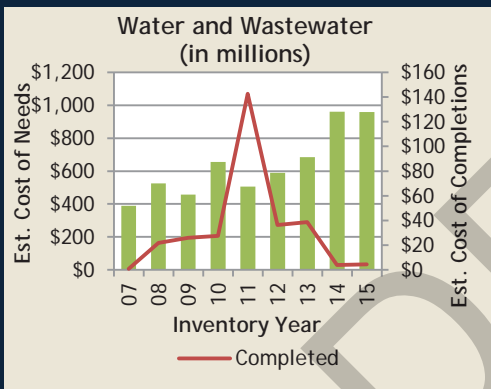 Water and Wastewater
(in millions)
Est. Cost of Needs
$1,200
$1,000
$800
$600
$400
$200
$0
$160
$140
$120
$100
$80
$60
$40
$20
$0
Est. Cost of Completions
07 08 09 10 11 12 13 14 15
Inventory Year
Completed